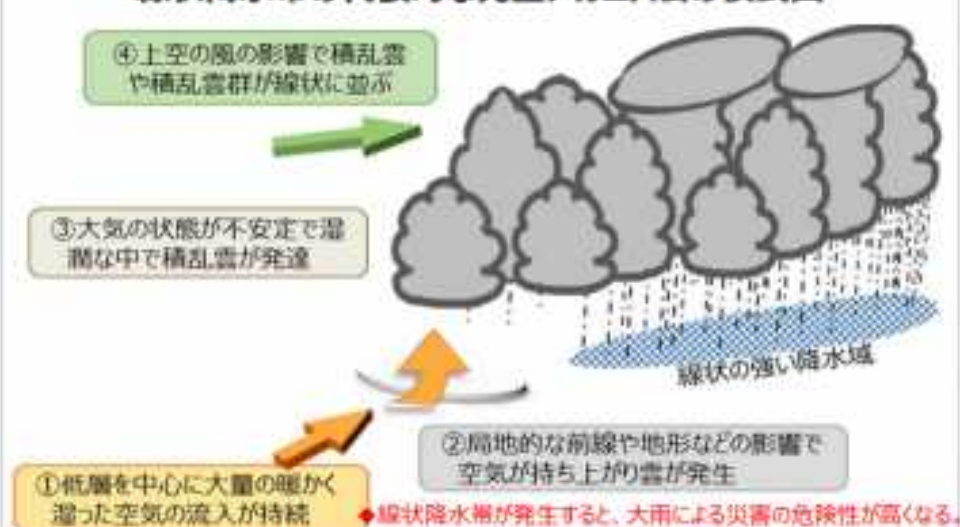 ④上空の風の影響で積乱雲
や積乱雲群が線状に並ぶ
③大気の状態が不安定で湿
潤な中で積乱雲が発達
線状の強い降水域
②局地的な前線や地形などの影響で
空気が持ち上がり雲が発生
①低層を中心に大量の暖かく
湿った空気の流入が持続
◆線状降水帯が発生すると、大雨による災害の危険性が高くなる。